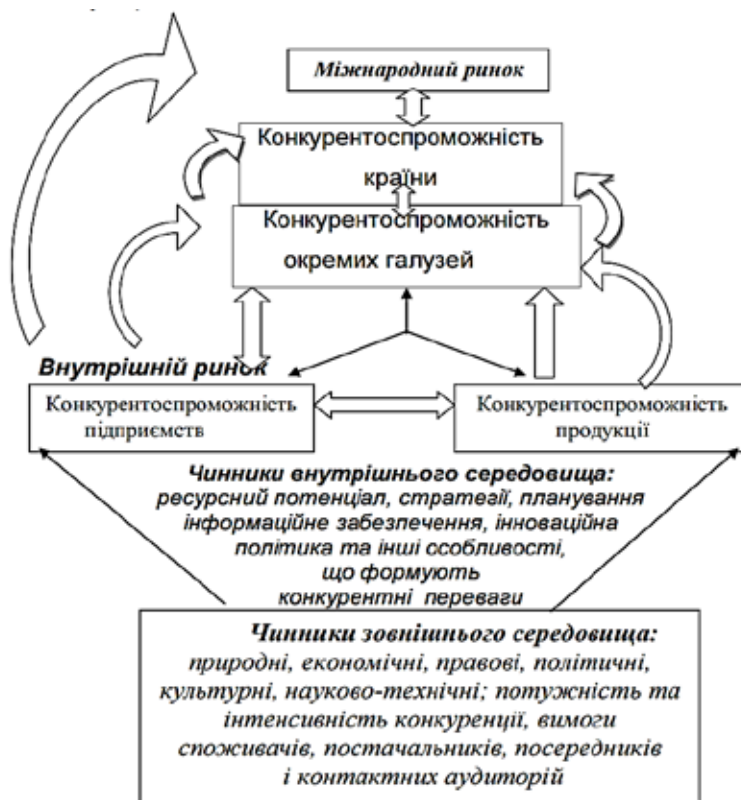 Міжнародний ринок
Конкурентоспроможність
країни
Конкурентоспроможність
окремих галузей
Внутрішній ринок
Конкурентоспроможність
підприємств
Конкурентоспроможність
продукції
Чинники внутрішнього середовища:
ресурсний потенціал, стратегії, планування
інформаційне забезпечення, інноваційна
політика та інші особливості,
що формують
конкурентні переваги
Чинники зовнішнього середовища:
природні, економічні, правові, політичні,
культурні, науково-технічні; потужність та
інтенсивність конкуренції, вимоги
споживачів, постачальників, посередників
і контактних аудиторій